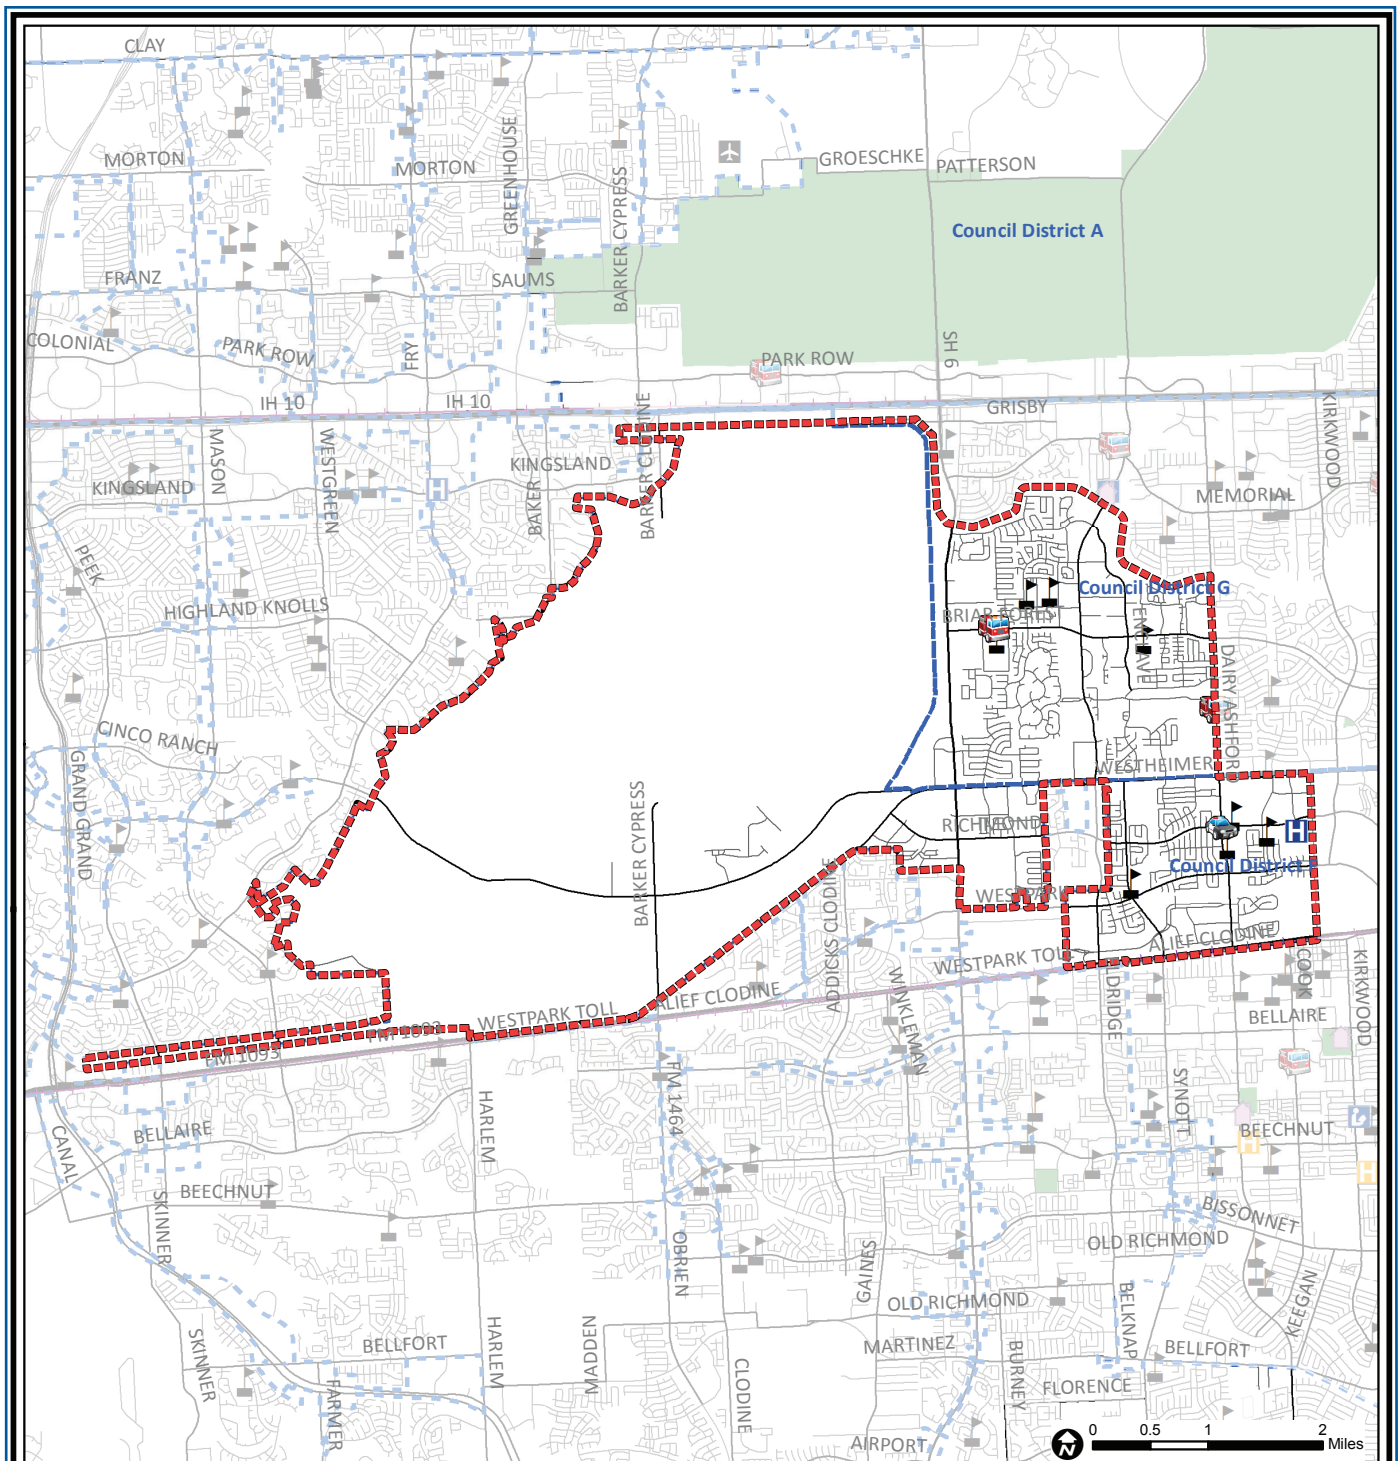 CLAY
MORTON
MORTON
GREENHOUSE
BARKER CYPRESS
GROESCHKE
PATTERSON
Council District A
FRANZ
SAUMS
COLONIAL
PARK ROW
FRY
PARK ROW
SH 6
IH 10
IH 10
GRISBY
KIRKWOOD
MASON
WESTGREEN
KINGSLAND
BAKER
BARKER CLODINE
KINGSLAND
MEMORIAL
PEEK
HIGHLAND KNOLLS
Council District G
BRIAR FOREST
ENCLAVE
DAIRY ASHFORD
CINCO RANCH
GRAND
GRAND
WESTHEIMER
BARKER CYPRESS
RICHMOND
ADDICKS CLODINE
Council District F
WESTPARK
ALIEF CLODINE
WESTPARK TOLL
ELDRIDGE
COOK
KIRKWOOD
WINKLEMAN
ALIEF CLODINE
WESTPARK TOLL
FM 1093
FM 1093
BELLAIRE
HARLEM
FM 1464
SYNOTT
CANAL
BELLAIRE
BEECHNUT
BEECHNUT
SKINNER
BISSONNET
OLD RICHMOND
OBRIEN
GAINES
OLD RICHMOND
BELKNAP
KEEGAN
SKINNER
BELLFORT
HARLEM
MADDEN
CLODINE
MARTINEZ
BURNEY
BELLFORT
FLORENCE
FARMER
AIRPORT
N
0 0.5 1 2
Miles
H
H
H
H